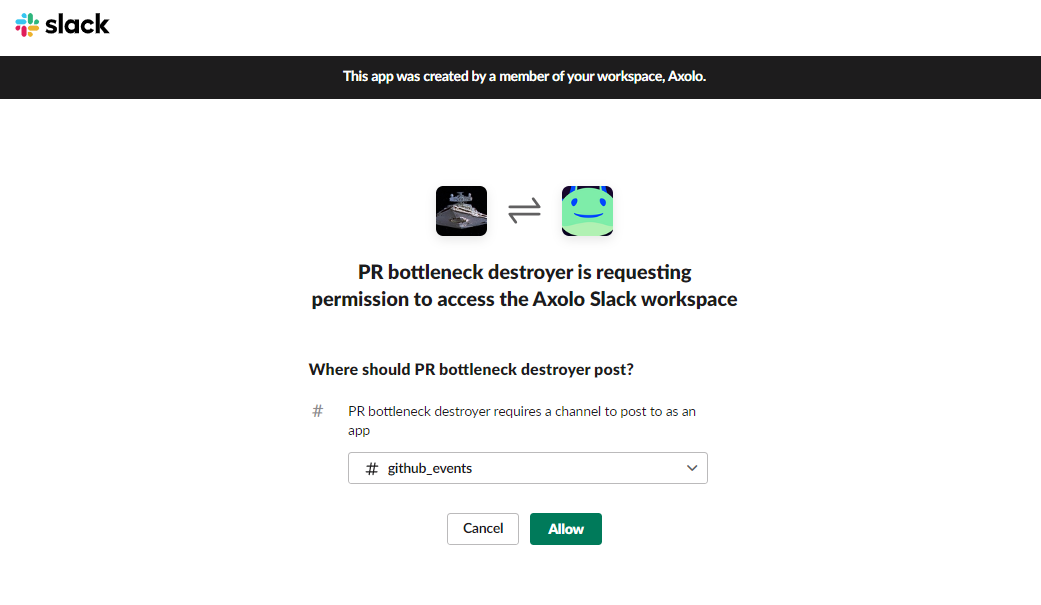 slack
This app was created by a member of your workspace, Axolo.
PR bottleneck destroyer is requesting
permission to access the Axolo Slack workspace
Where should PR bottleneck destroyer post?
# PR bottleneck destroyer requires a channel to post to as an
app
# github_events
Cancel Allow